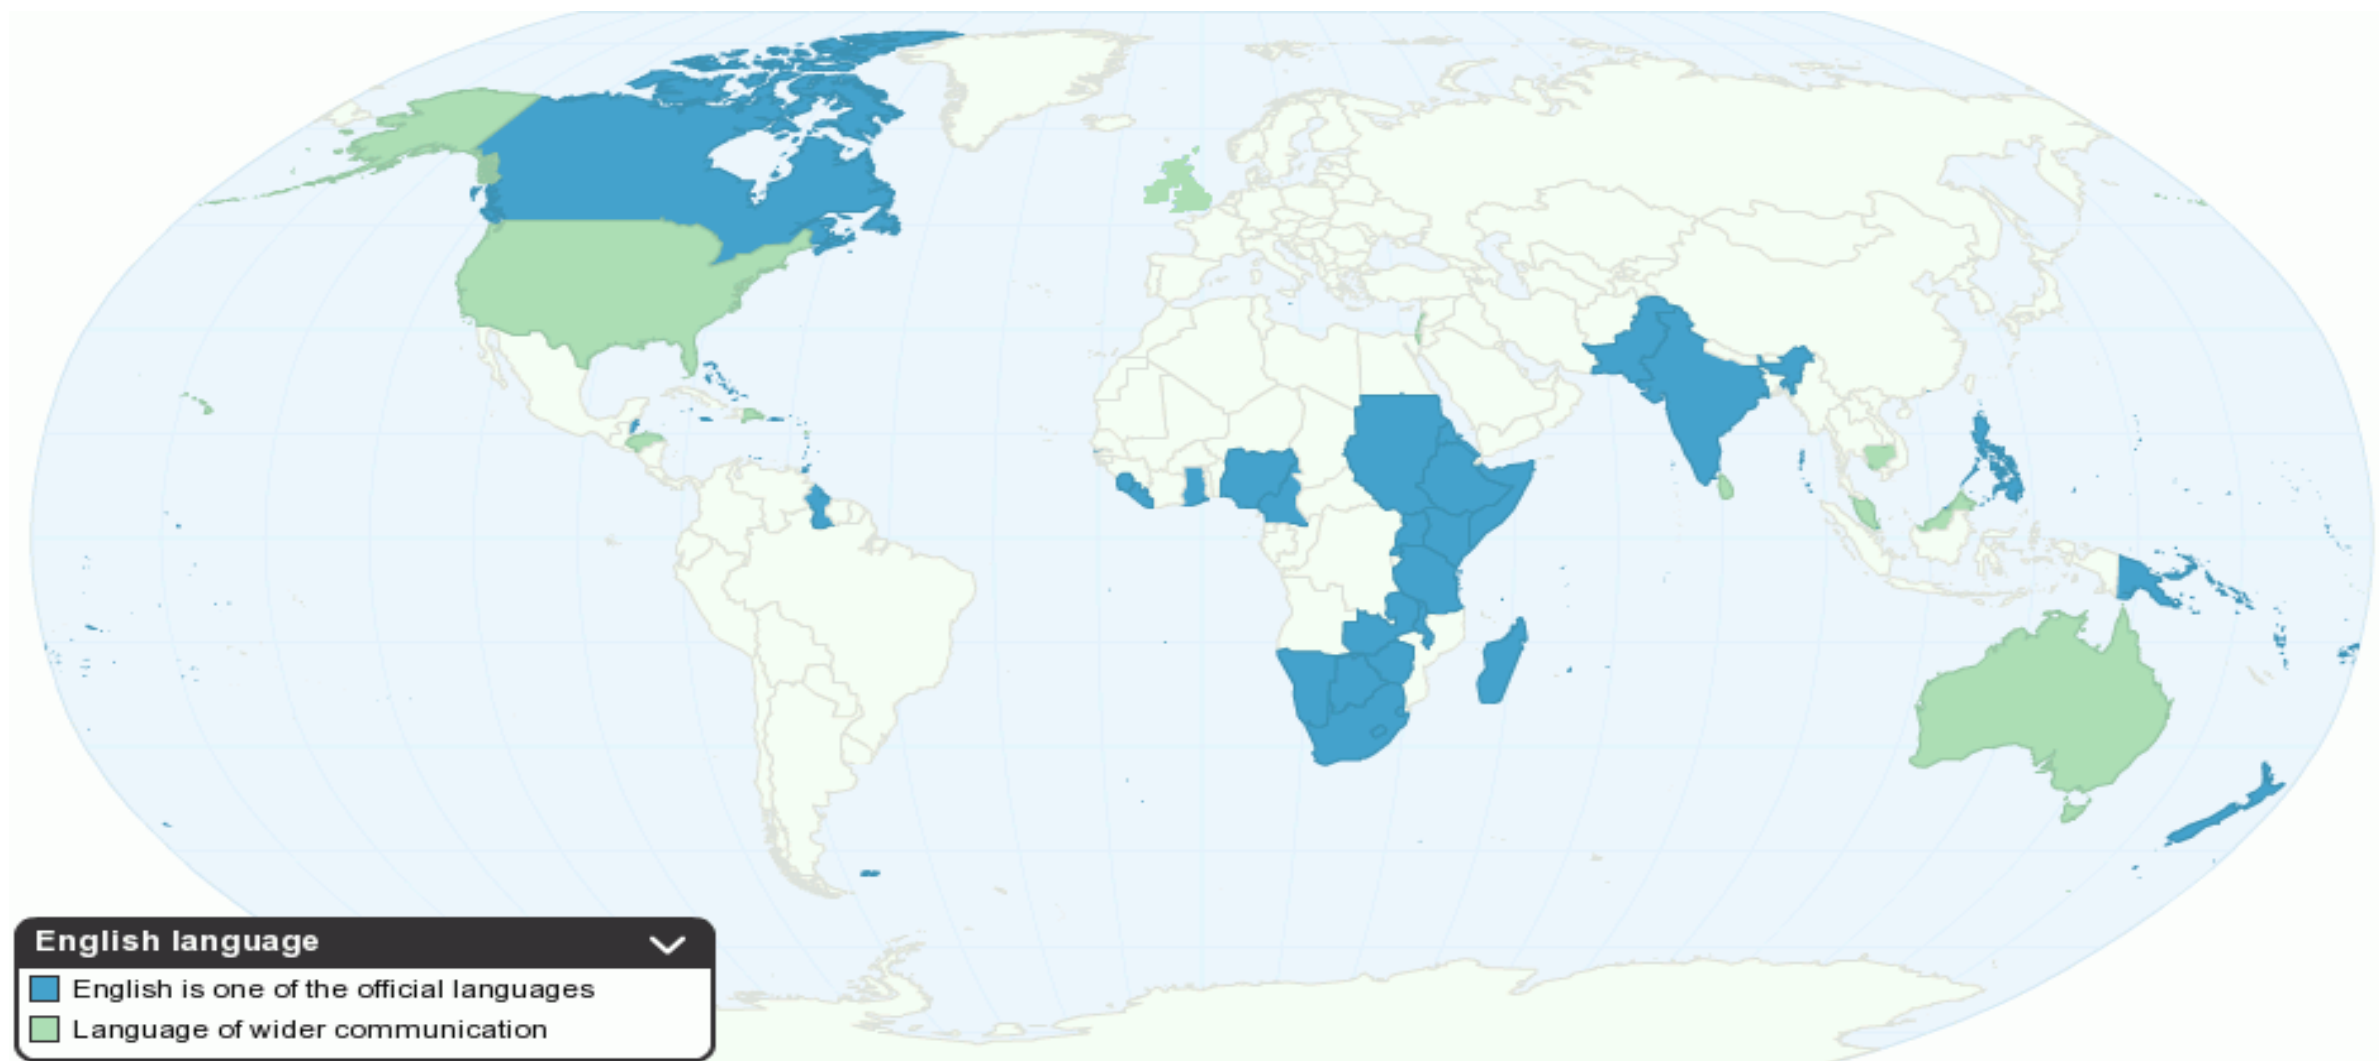 English language
English is one of the official languages
Language of wider communication